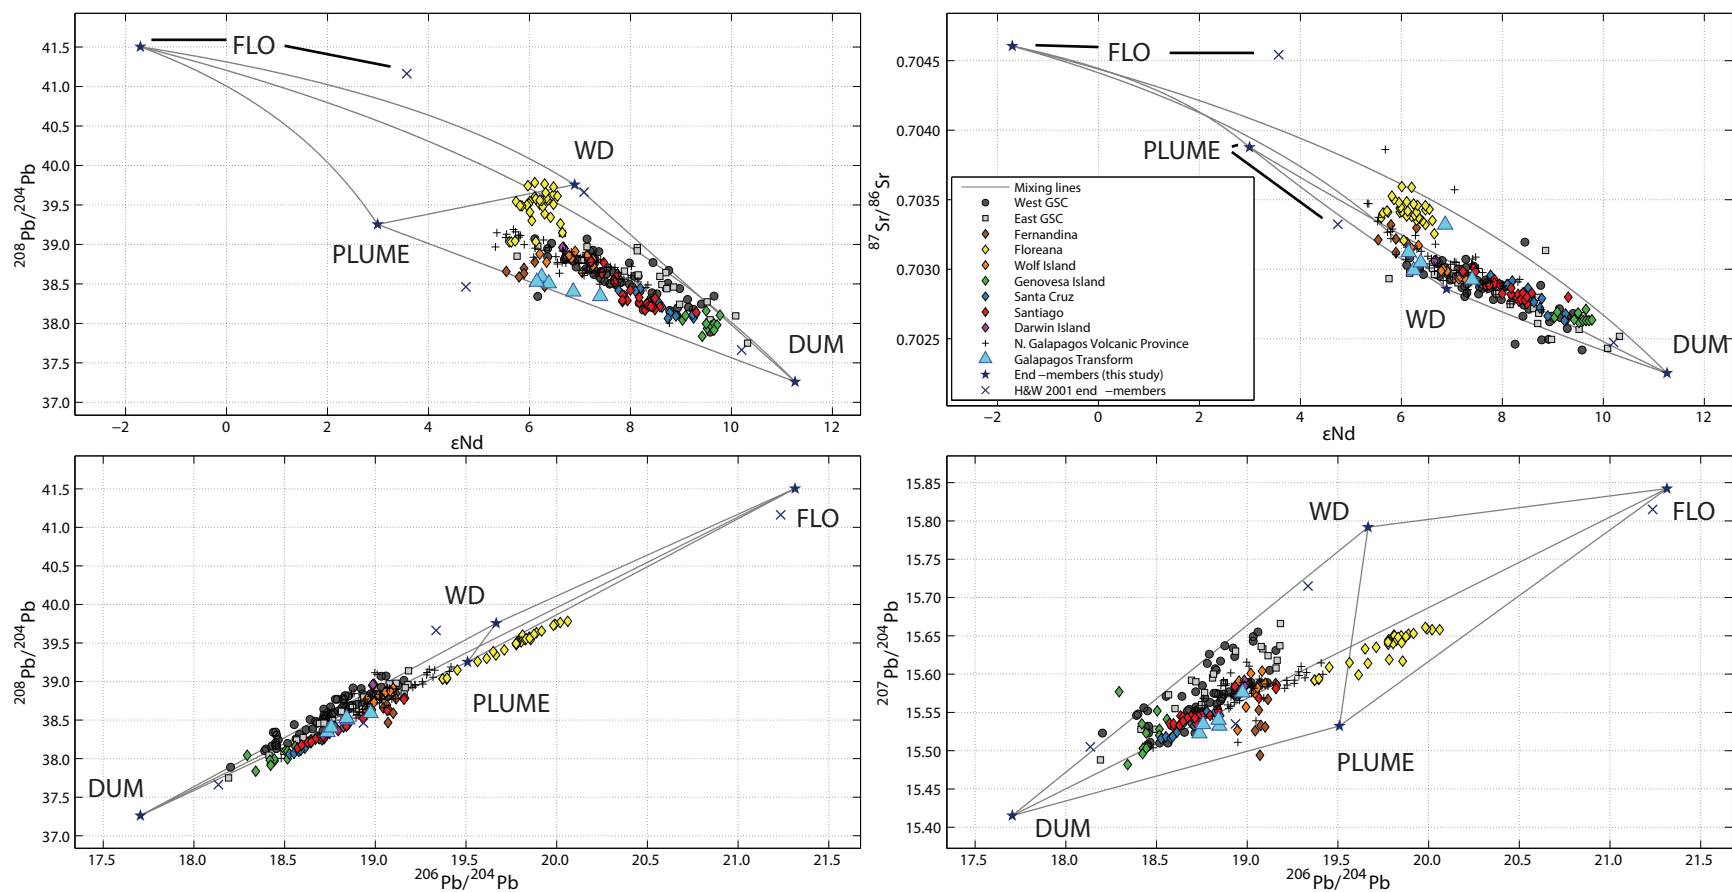 208Pb/204Pb
41.5
41.0
40.5
40.0
39.5
39.0
38.5
38.0
37.5
37.0
FLO
WD
PLUME
DUM
−2
0
2
4
6
8
10
12
εNd
87Sr/86Sr
0.7045
0.7040
0.7035
0.7030
0.7025
FLO
PLUME
WD
DUM
Mixing lines
West GSC
East GSC
Fernandina
Floreana
Wolf Island
Genovesa Island
Santa Cruz
Santiago
Darwin Island
N. Galapagos Volcanic Province
Galapagos Transform
End −members (this study)
H&W 2001 end −members
−2
0
2
4
6
8
10
12
εNd
208Pb/204Pb
41.5
41.0
40.5
40.0
39.5
39.0
38.5
38.0
37.5
37.0
FLO
WD
PLUME
DUM
17.5
18.0
18.5
19.0
19.5
20.0
20.5
21.0
21.5
206Pb/204Pb
207Pb/204Pb
15.85
15.80
15.75
15.70
15.65
15.60
15.55
15.50
15.45
15.40
WD
FLO
PLUME
DUM
17.5
18.0
18.5
19.0
19.5
20.0
20.5
21.0
21.5
206Pb/204Pb